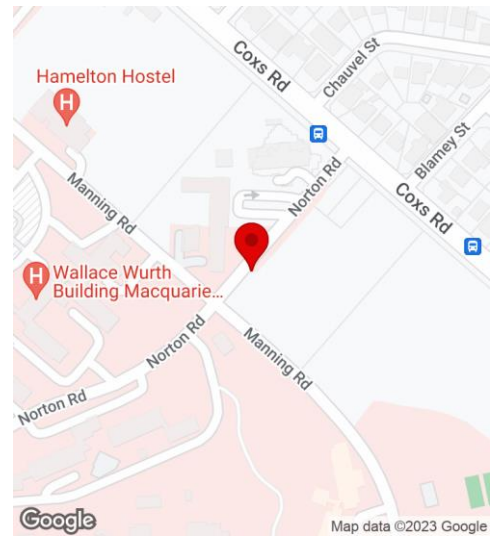 Coxs Rd
Chauvel St
Hamelton Hostel
H
Blamey St
Norton Rd
Coxs Rd
Manning Rd
H
Wallace Wurth
Building Macquarie...
Norton Rd
Manning Rd
Norton Rd
Google
Map data ©2023 Google